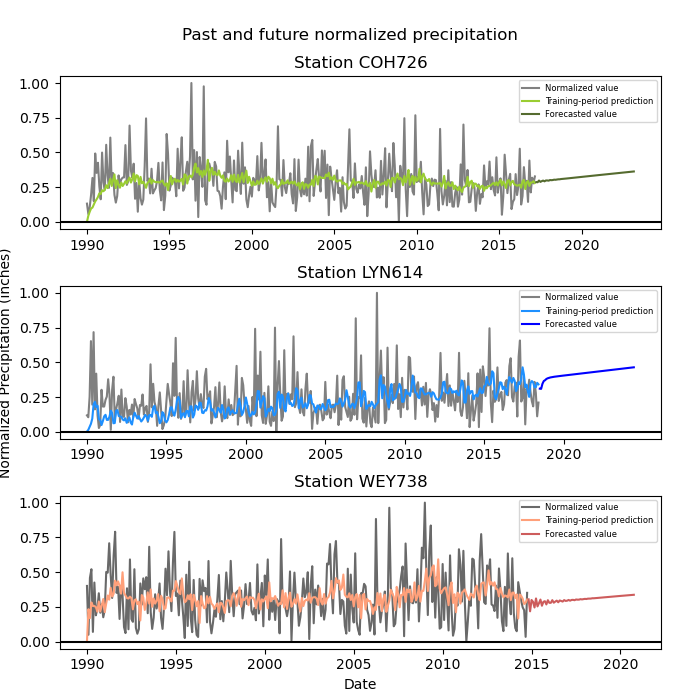 Past and future normalized precipitation
Station COH726
1.00
0.75
0.50
0.25
0.00
Normalized value
Training-period prediction
Forecasted value
1990 1995 2000 2005 2010 2015 2020
Normalized Precipitation (inches)
Station LYN614
1.00
0.75
0.50
0.25
0.00
Normalized value
Training-period prediction
Forecasted value
1990 1995 2000 2005 2010 2015 2020
Station WEY738
1.00
0.75
0.50
0.25
0.00
Normalized value
Training-period prediction
Forecasted value
1990 1995 2000 2005 2010 2015 2020
Date